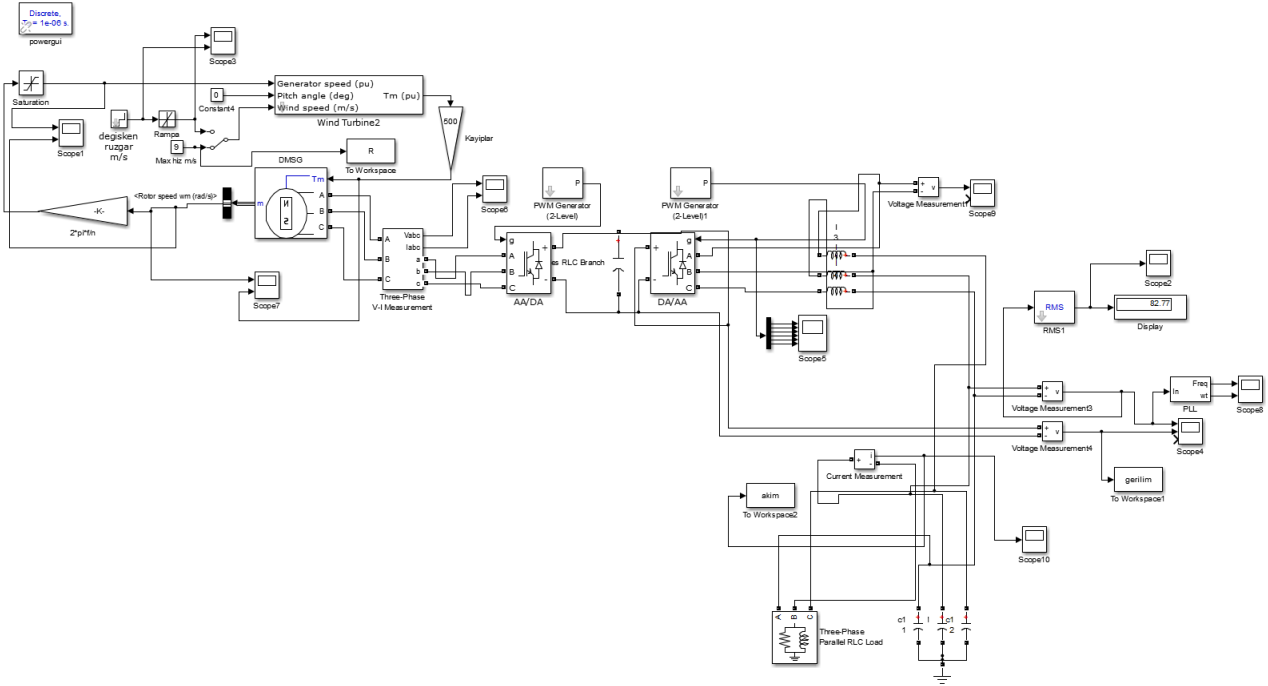 Discrete,
Ts = 1e-06 s.
powergui
Scope3
Saturation
Scope1
degisken
ruzgar
m/s
Rampa
0
Constant4
9
Max hiz m/s
Generator speed (pu)
Pitch angle (deg)
Wind speed (m/s)
Tm (pu)
Wind Turbine2
500
Kayiplar
R
To Workspace
DMSG
Tm
m
N
S
A
B
C
<Rotor speed wm (rad/s)>
-K-
2*pi*f/n
Scope7
Scope6
Vabc
Iabc
A
a
B
b
C
c
Three-Phase
V-I Measurement
P
PWM Generator
(2-Level)
g
A
B
C
+
-
AA/DA
es RLC Branch
P
PWM Generator
(2-Level)1
+
-
g
A
B
C
DA/AA
Scope5
+
-
v
Voltage Measurement1
Scope9
RMS
RMS1
Scope2
82.77
Display
+
-
v
Voltage Measurement3
In
Freq
wt
PLL
Scope8
+
-
v
Voltage Measurement4
Scope4
gerilim
To Workspace1
+
i
-
Current Measurement
akim
To Workspace2
Scope10
A
B
C
Three-Phase
Parallel RLC Load
c1
1
c1
2